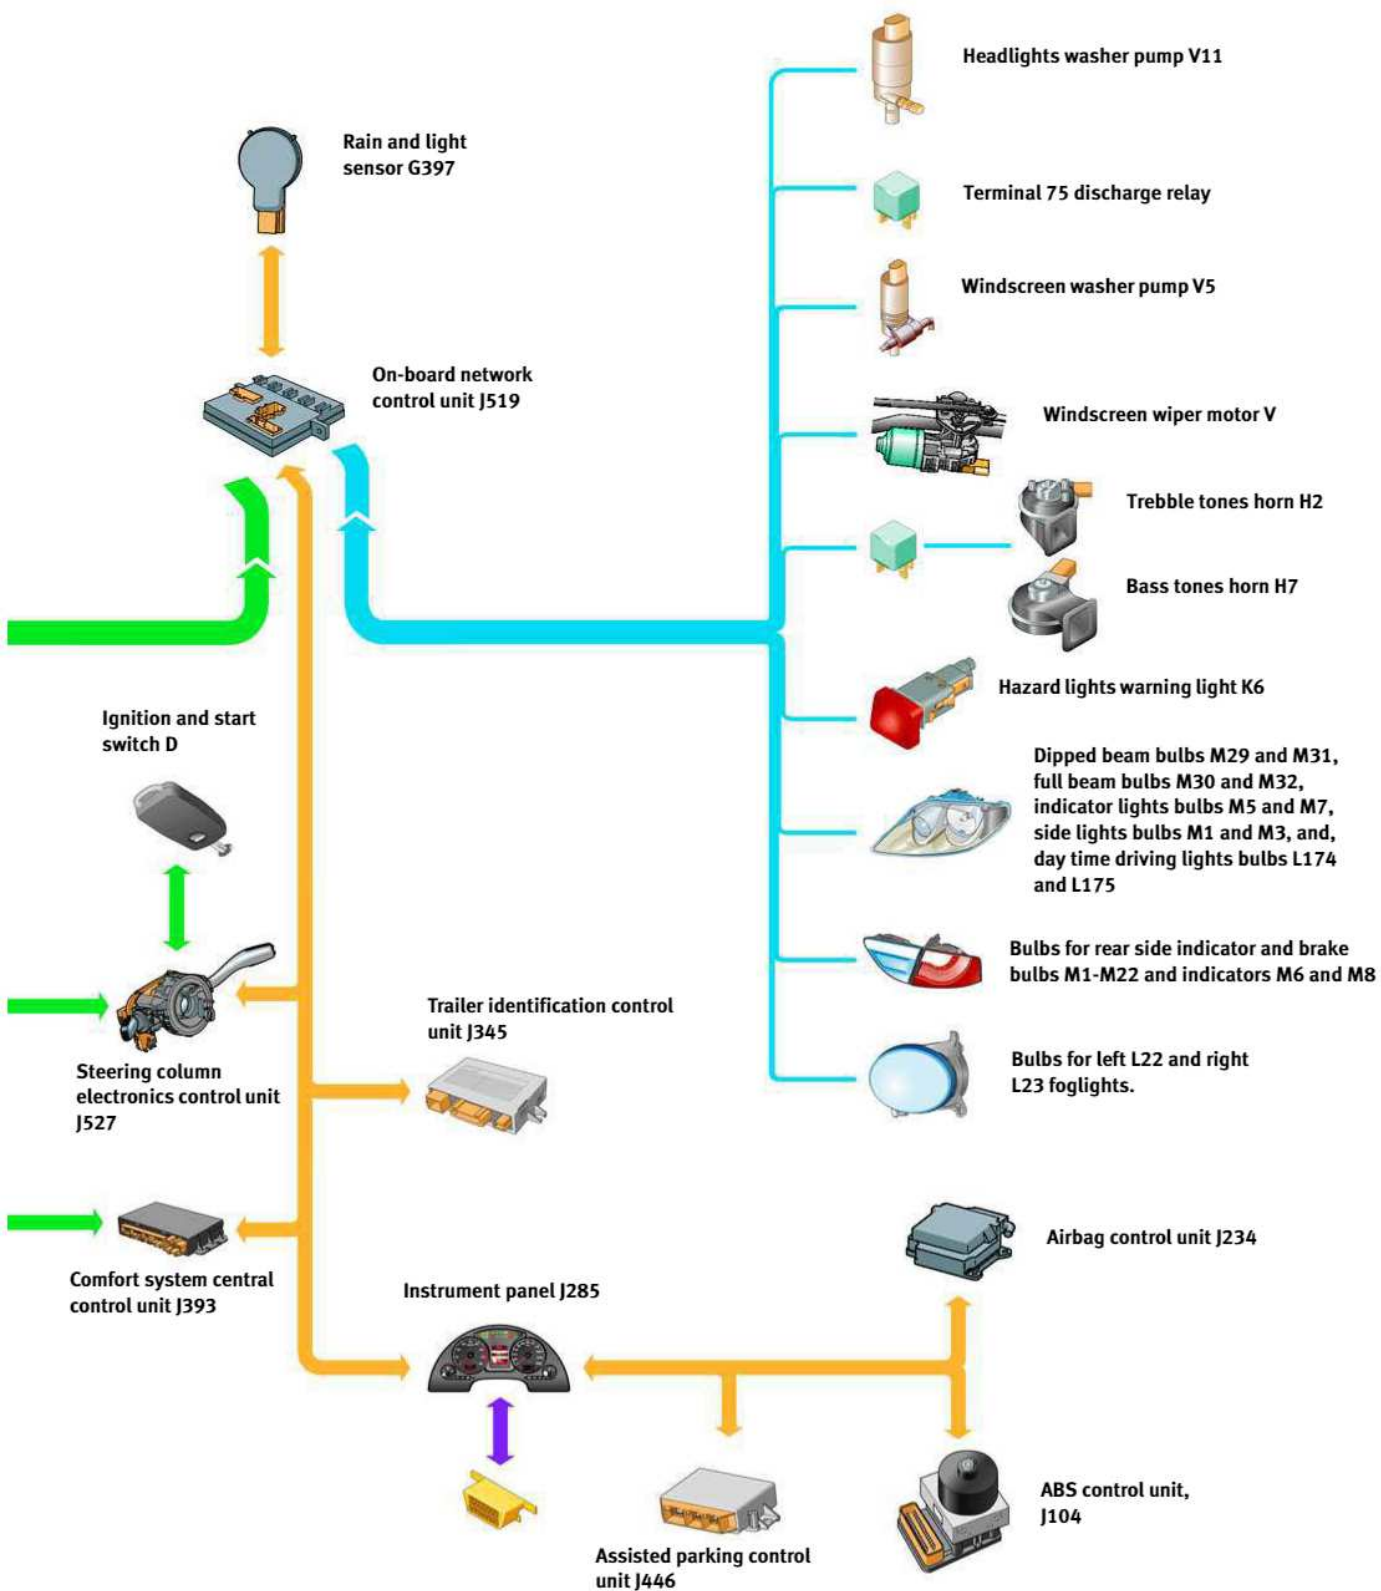 Headlights washer pump V11
Rain and light
sensor G397
Terminal 75 discharge relay
Windscreen washer pump V5
On-board network
control unit J519
Windscreen wiper motor V
Trebble tones horn H2
Bass tones horn H7
Hazard lights warning light K6
Ignition and start
switch D
Dipped beam bulbs M29 and M31,
full beam bulbs M30 and M32,
indicator lights bulbs M5 and M7,
side lights bulbs M1 and M3, and,
day time driving lights bulbs L174
and L175
Bulbs for rear side indicator and brake
bulbs M1-M22 and indicators M6 and M8
Trailer identification control
unit J345
Steering column
electronics control unit
J527
Bulbs for left L22 and right
L23 foglights.
Airbag control unit J234
Comfort system central
control unit J393
Instrument panel J285
ABS control unit,
J104
Assisted parking control
unit J446